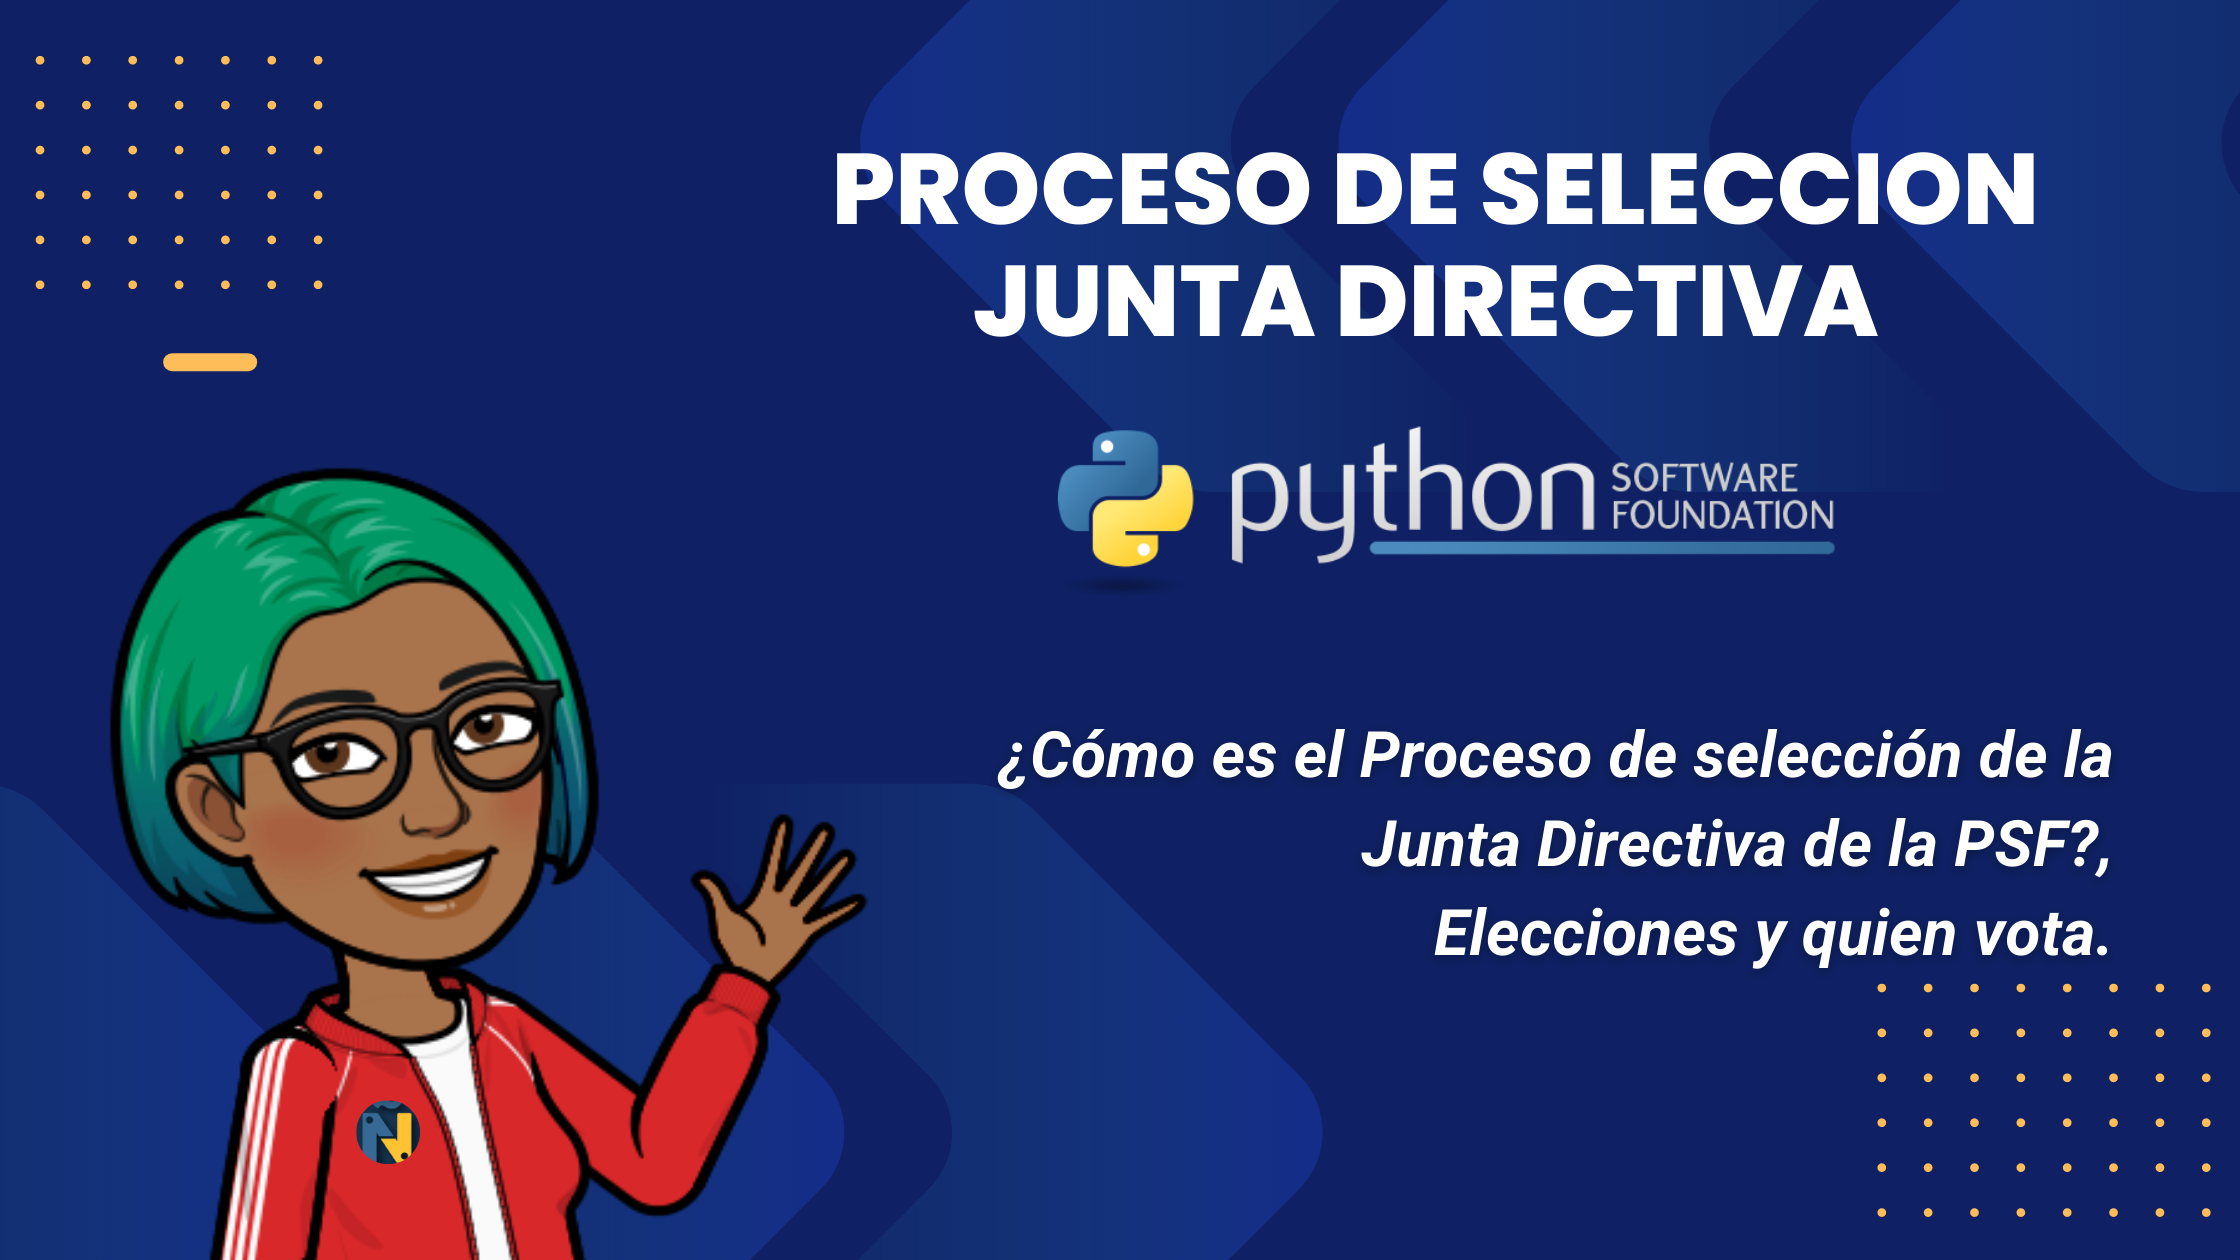 PROCESO DE SELECCION
JUNTA DIRECTIVA
python SOFTWARE
FOUNDATION
¿Cómo es el Proceso de selección de la
Junta Directiva de la PSF?,
Elecciones y quien vota.